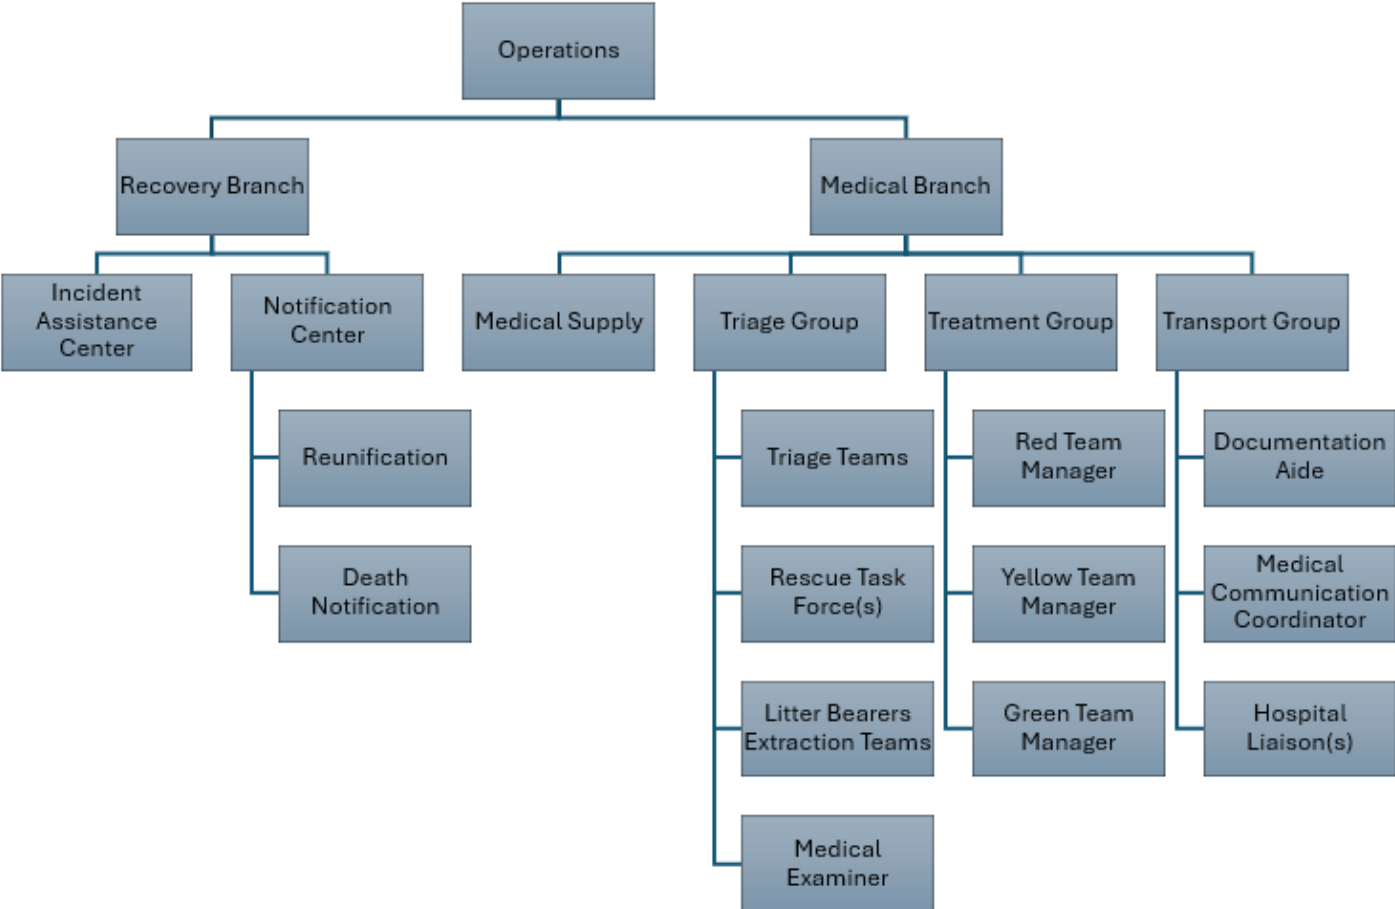 Operations
Recovery Branch
Medical Branch
Incident
Assistance
Center
Notification
Center
Medical Supply
Triage Group
Treatment Group
Transport Group
Reunification
Death
Notification
Triage Teams
Rescue Task
Force(s)
Litter Bearers
Extraction Teams
Medical
Examiner
Red Team
Manager
Yellow Team
Manager
Green Team
Manager
Documentation
Aide
Medical
Communication
Coordinator
Hospital
Liaison(s)